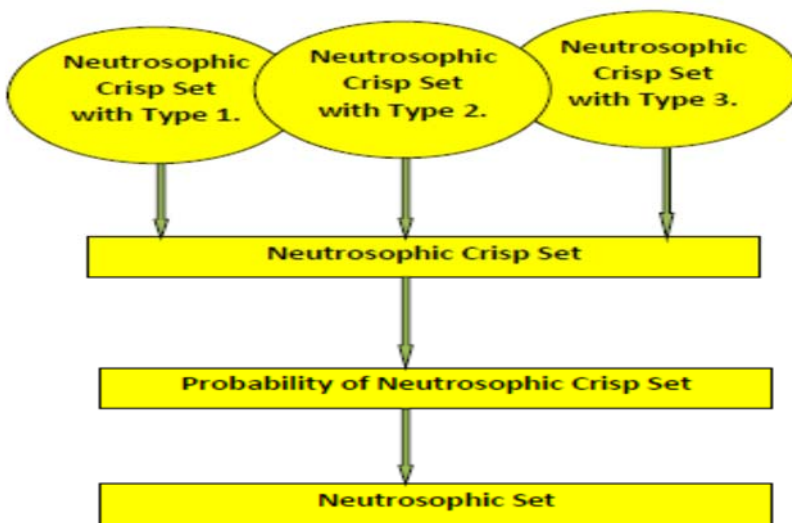 Neutrosophic
Crisp Set
with Type 1.
Neutrosophic
Crisp Set
with Type 2.
Neutrosophic
Crisp Set
with Type 3.
Neutrosophic Crisp Set
Probability of Neutrosophic Crisp Set
Neutrosophic Set